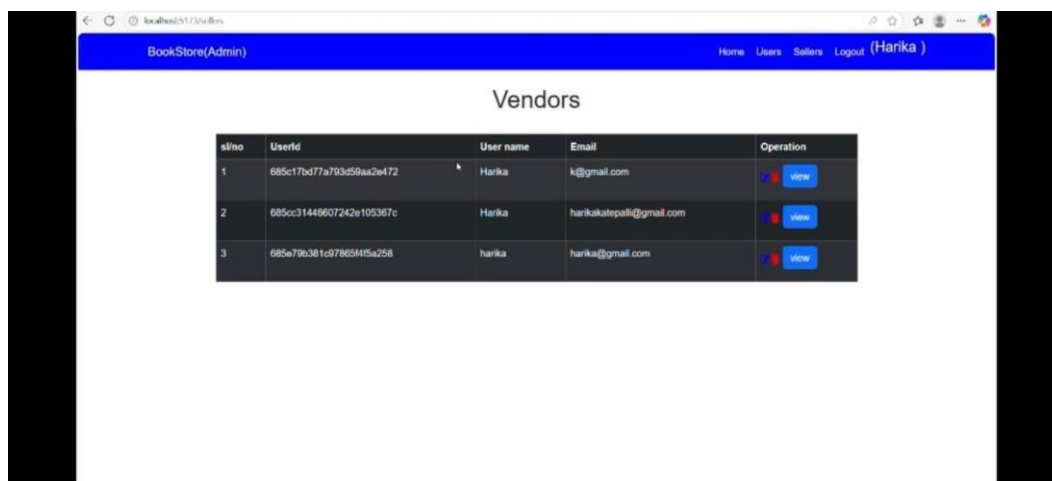 localhost:5173/sellers
BookStore(Admin) Home Users Sellers Logout (Harika )
Vendors
sl/no UserId User name Email Operation
1 685c17bd77a793d59aa2e472 Harika k@gmail.com view
2 685cc31446607242e105367c Harika harikakatepalli@gmail.com view
3 685e79b381c97865f4f5a258 harika harika@gmail.com view